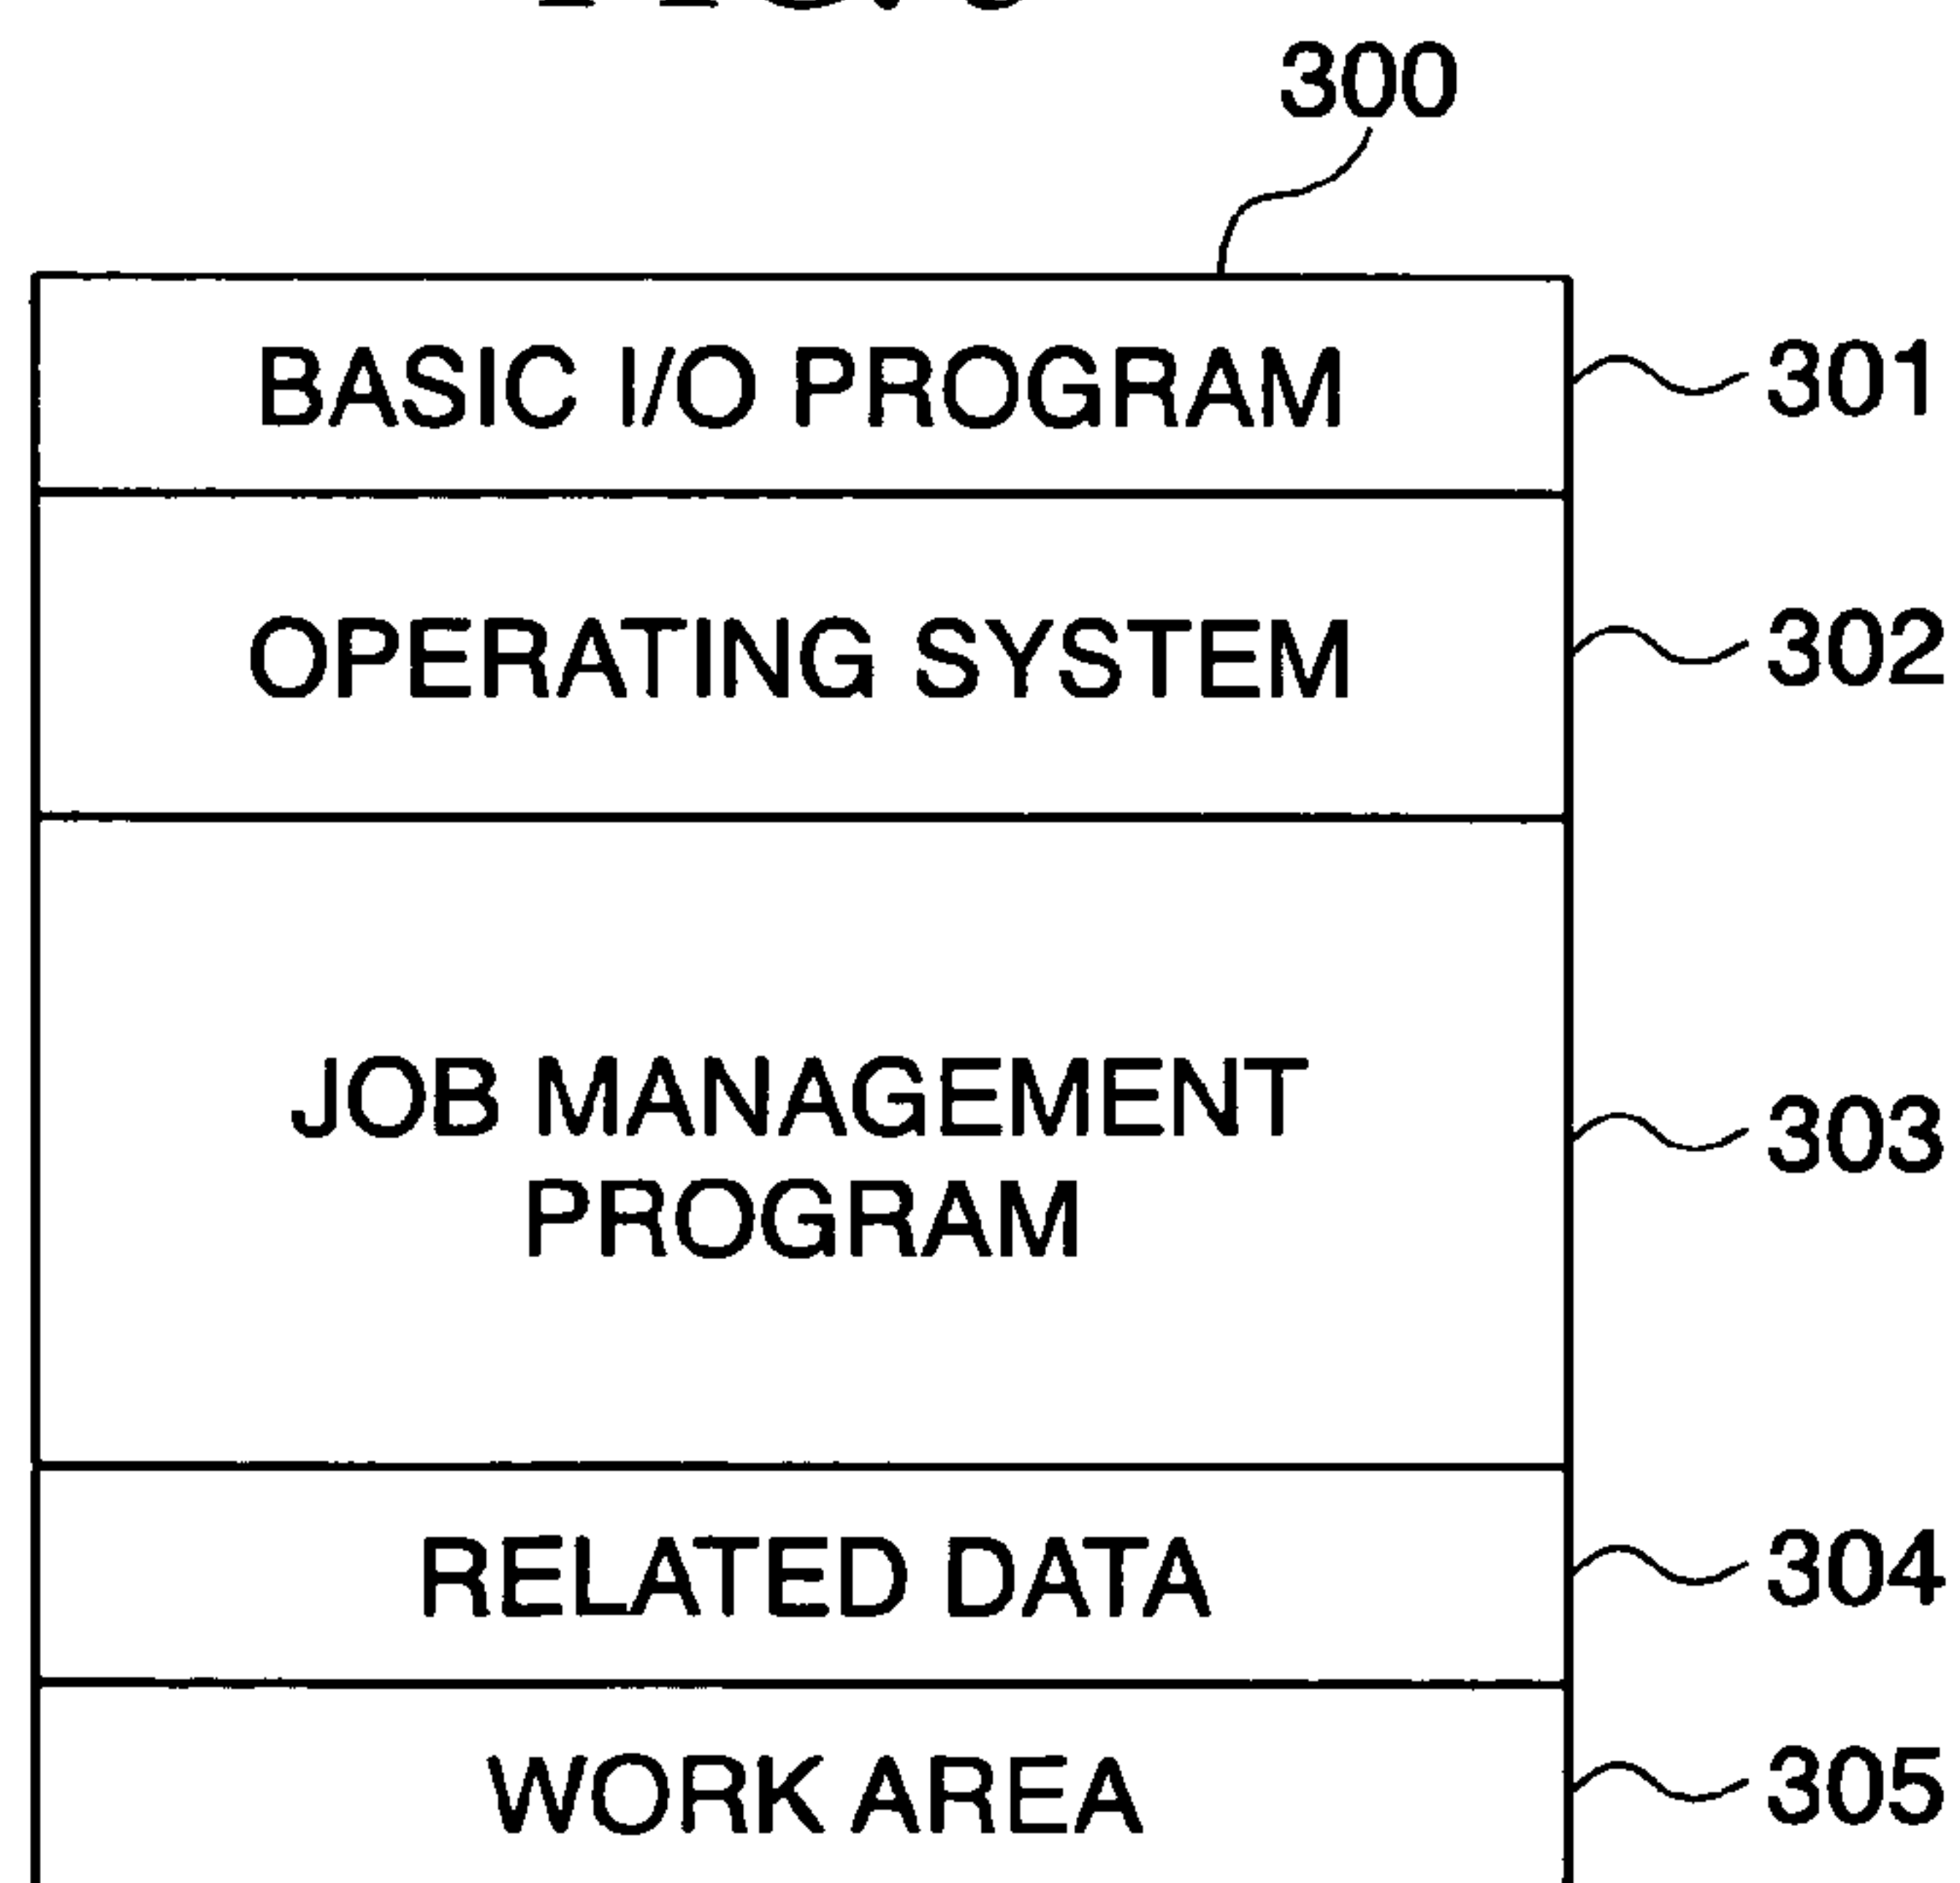 300
BASIC I/O PROGRAM 301
OPERATING SYSTEM 302
JOB MANAGEMENT
PROGRAM
303
RELATED DATA 304
WORK AREA 305